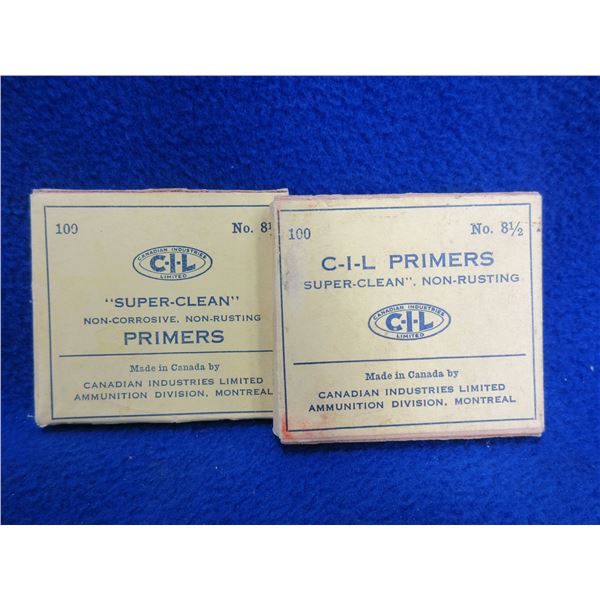 100 No. 8
CANADIAN INDUSTRIES
C-I-L
LIMITED
"SUPER-CLEAN"
NON-CORROSIVE, NON-RUSTING
PRIMERS
Made in Canada by
CANADIAN INDUSTRIES LIMITED
AMMUNITION DIVISION, MONTREAL
100 No. 8½
C-I-L PRIMERS
SUPER-CLEAN", NON-RUSTING
CANADIAN INDUSTRIES
C-I-L
LIMITED
Made in Canada by
CANADIAN INDUSTRIES LIMITED
AMMUNITION DIVISION, MONTREAL